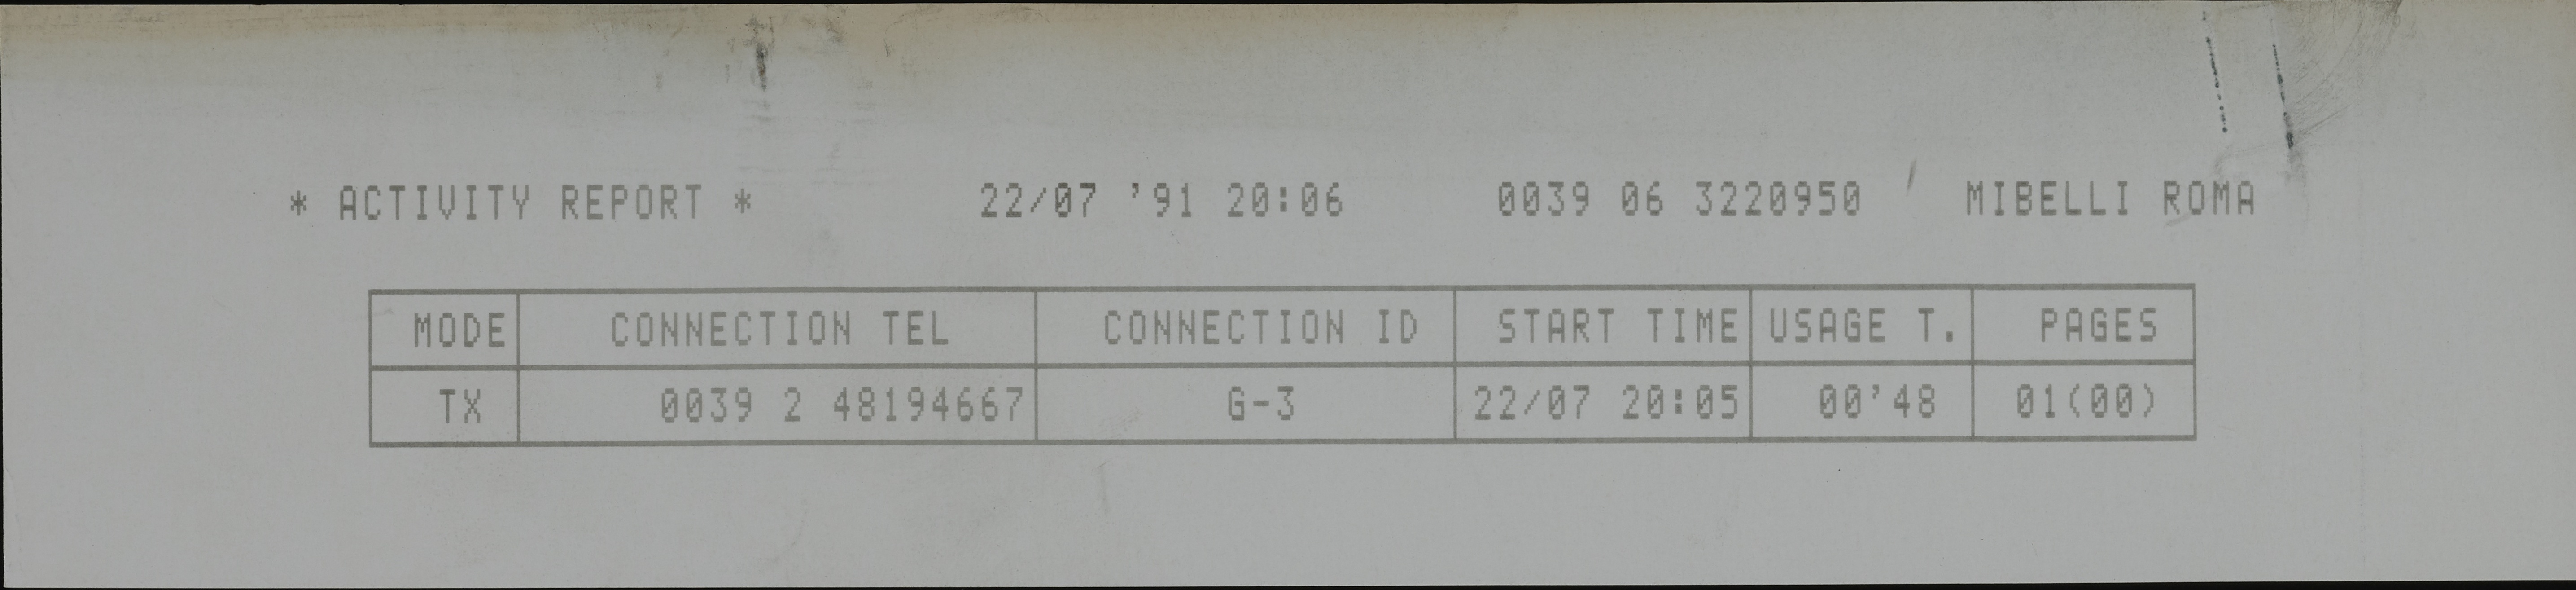 * ACTIVITY REPORT * 22/07 '91 20:06 0039 06 3220950 MIBELLI ROMA
MODE CONNECTION TEL CONNECTION ID START TIME USAGE T. PAGES
TX 0039 2 48194667 G-3 22/07 20:05 00'48 01(00)